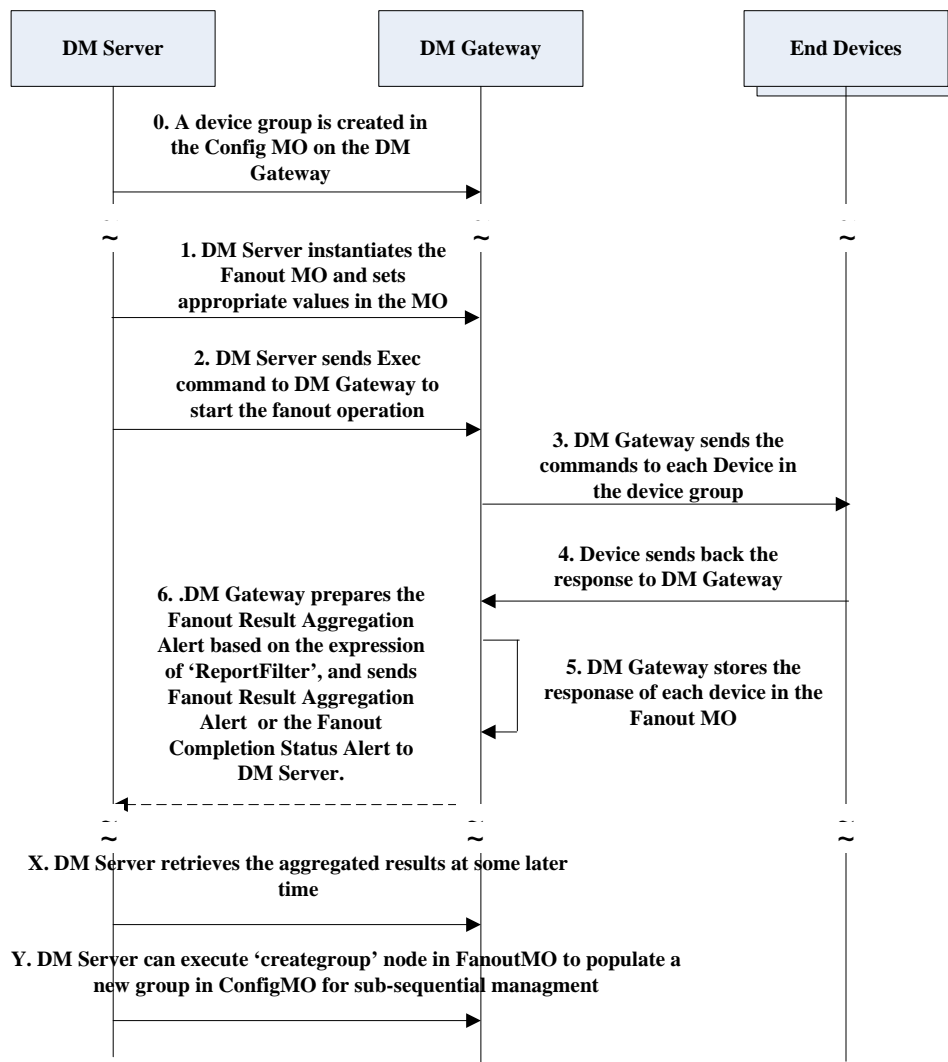 DM Server
DM Gateway
End Devices
0. A device group is created in
the Config MO on the DM
Gateway
~
~
~
1. DM Server instantiates the
Fanout MO and sets
appropriate values in the MO
2. DM Server sends Exec
command to DM Gateway to
start the fanout operation
3. DM Gateway sends the
commands to each Device in
the device group
4. Device sends back the
response to DM Gateway
6. .DM Gateway prepares the
Fanout Result Aggregation
Alert based on the expression
of ‘ReportFilter’, and sends
Fanout Result Aggregation
Alert or the Fanout
Completion Status Alert to
DM Server.
5. DM Gateway stores the
responase of each device in the
Fanout MO
~
~
~
X. DM Server retrieves the aggregated results at some later
time
Y. DM Server can execute ‘creategroup’ node in FanoutMO to populate a
new group in ConfigMO for sub-sequential managment